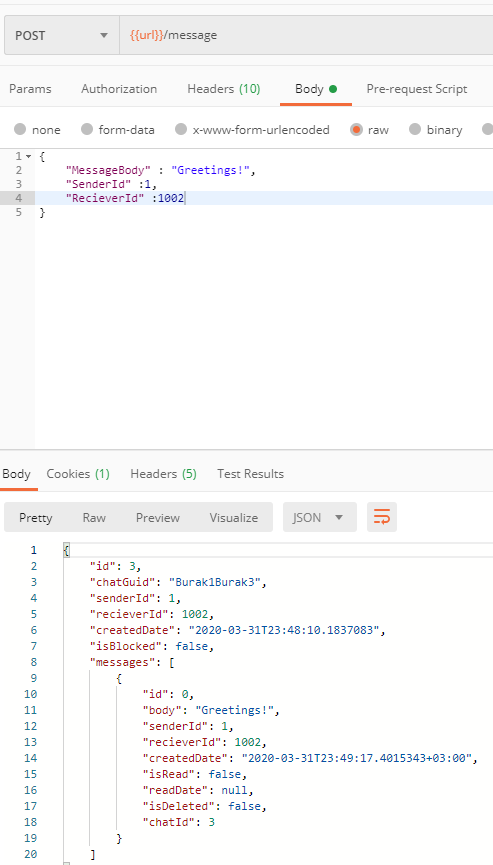 POST {{url}}/message
Params Authorization Headers (10) Body Pre-request Script
none form-data x-www-form-urlencoded raw binary
1 {
2 "MessageBody" : "Greetings!",
3 "SenderId" :1,
4 "RecieverId" :1002
5 }
Body Cookies (1) Headers (5) Test Results
Pretty Raw Preview Visualize JSON
1 {
2 "id": 3,
3 "chatGuid": "Burak1Burak3",
4 "senderId": 1,
5 "recieverId": 1002,
6 "createdDate": "2020-03-31T23:48:10.1837083",
7 "isBlocked": false,
8 "messages": [
9 {
10 "id": 0,
11 "body": "Greetings!",
12 "senderId": 1,
13 "recieverId": 1002,
14 "createdDate": "2020-03-31T23:49:17.4015343+03:00",
15 "isRead": false,
16 "readDate": null,
17 "isDeleted": false,
18 "chatId": 3
19 }
20 ]